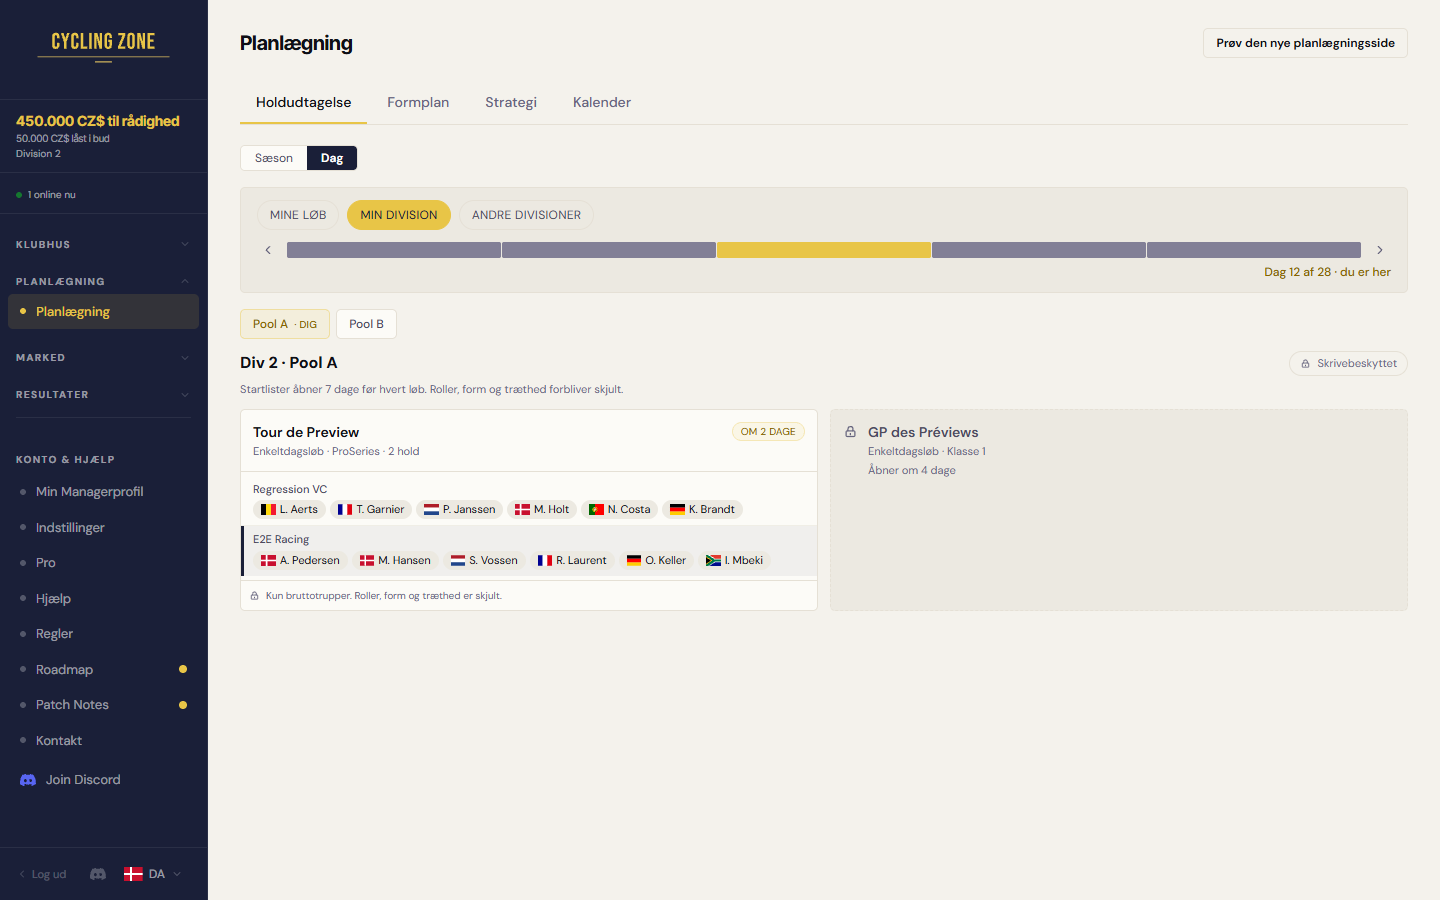 CYCLING ZONE
450.000 CZ$ til rådighed
50.000 CZ$ låst i bud
Division 2
1 online nu
KLUBHUS
PLANLÆGNING
Planlægning
MARKED
RESULTATER
KONTO & HJÆLP
Min Managerprofil
Indstillinger
Pro
Hjælp
Regler
Roadmap
Patch Notes
Kontakt
Join Discord
Log ud
DA
Planlægning
Prøv den nye planlægningsside
Holdudtagelse
Formplan
Strategi
Kalender
Sæson
Dag
MINE LØB
MIN DIVISION
ANDRE DIVISIONER
Dag 12 af 28 · du er her
Pool A · DIG
Pool B
Div 2 · Pool A
Skrivebeskyttet
Startlister åbner 7 dage før hvert løb. Roller, form og træthed forbliver skjult.
Tour de Preview
OM 2 DAGE
Enkeltdagsløb · ProSeries · 2 hold
Regression VC
L. Aerts
T. Garnier
P. Janssen
M. Holt
N. Costa
K. Brandt
E2E Racing
A. Pedersen
M. Hansen
S. Vossen
R. Laurent
O. Keller
I. Mbeki
Kun bruttotrupper. Roller, form og træthed er skjult.
GP des Préviews
Enkeltdagsløb · Klasse 1
Åbner om 4 dage